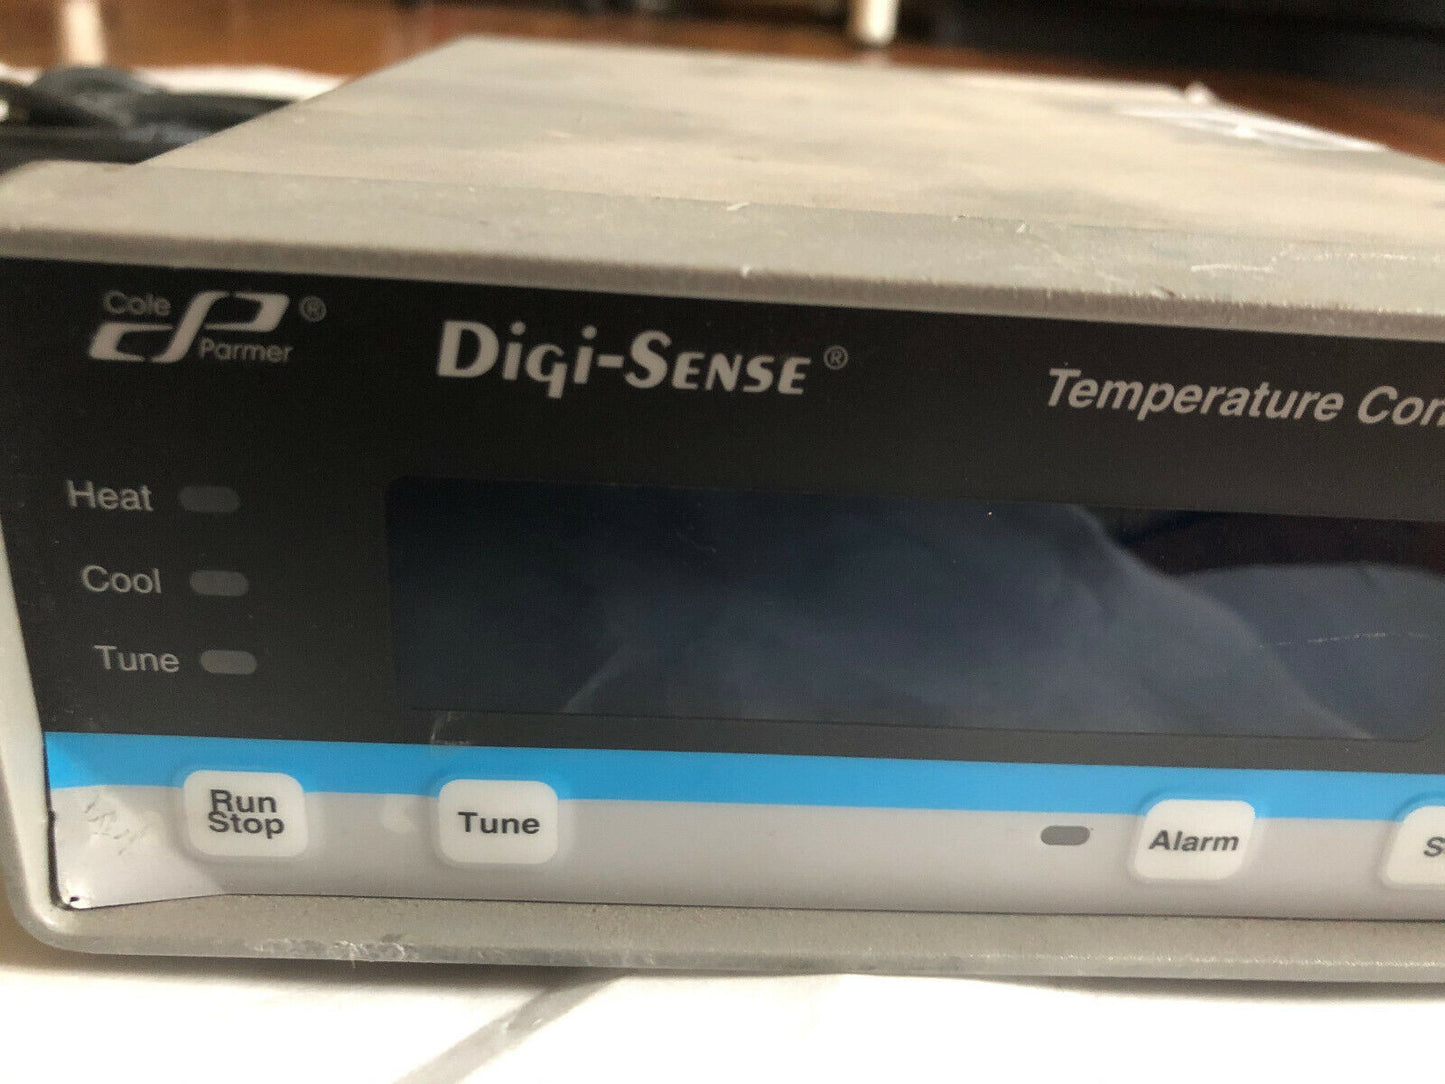 Cole
Parmer ®
Digi-Sense ®
Temperature Con
Heat
Cool
Tune
Run
Stop
Tune
Alarm
S